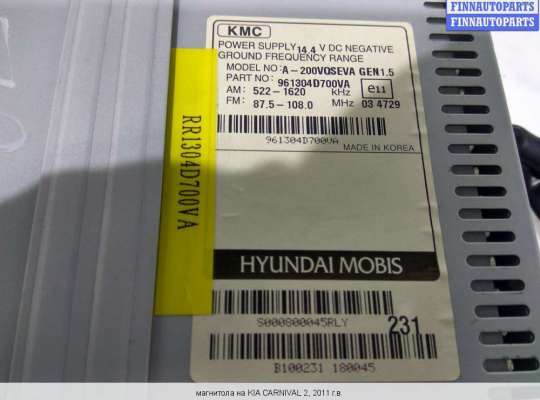 FINNAUTOPARTS
FINNAUTOPARTS
FINNAUTOPARTS
KMC
POWER SUPPLY 14.4 V DC NEGATIVE
GROUND FREQUENCY RANGE
MODEL NO: A-200VQSEVA GEN1.5
PART NO: 961304D700VA
AM: 522-1620 KHz
e11
FM: 87.5-108.0 MHz 03 4729
961304D700VA
MADE IN KOREA
RR1304D700VA
HYUNDAI MOBIS
S000800045RLY
231
B100231 180045
магнитола на KIA CARNIVAL 2, 2011 г.в.